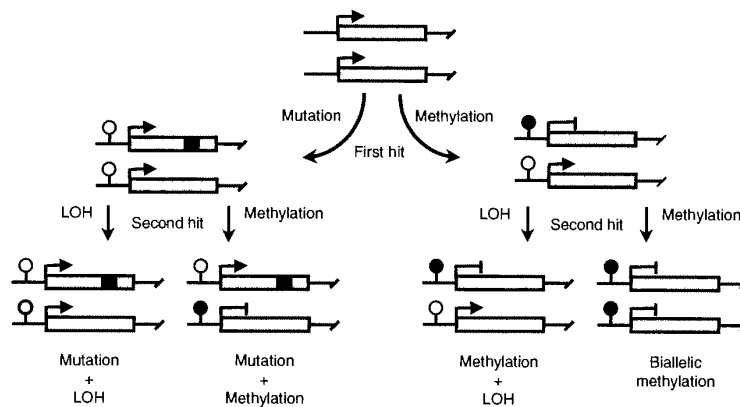 Mutation
Methylation
First hit
LOH
Second hit
Methylation
LOH
Second hit
Methylation
Mutation
+
LOH
Mutation
+
Methylation
Methylation
+
LOH
Biallelic
methylation